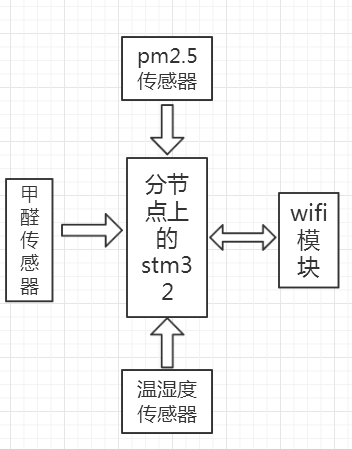 pm2.5
传感器
甲
醛
传
感
器
分节
点上
的
stm3
2
wifi
模
块
温湿度
传感器